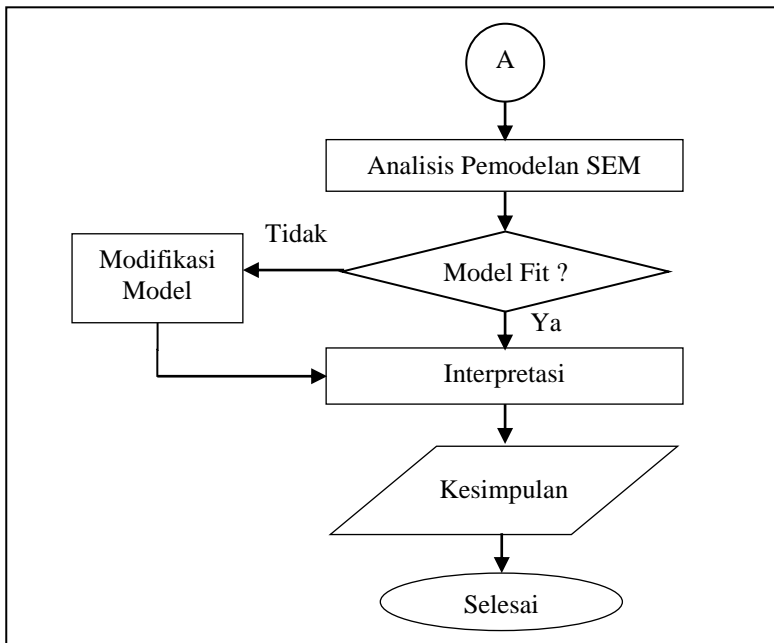 A
Analisis Pemodelan SEM
Tidak
Modifikasi
Model
Model Fit ?
Ya
Interpretasi
Kesimpulan
Selesai